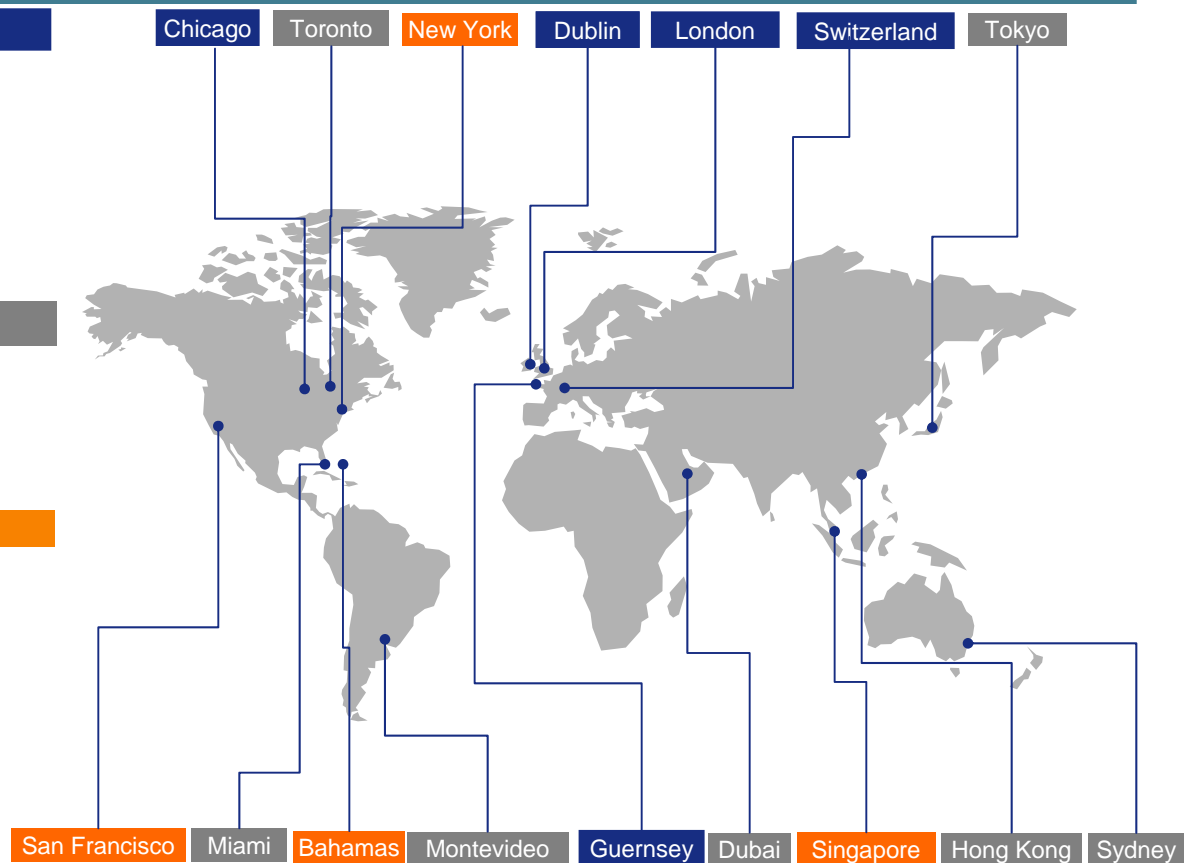 Chicago
Toronto
New York
Dublin
London
Switzerland
Tokyo
San Francisco
Miami
Bahamas
Montevideo
Guernsey
Dubai
Singapore
Hong Kong
Sydney